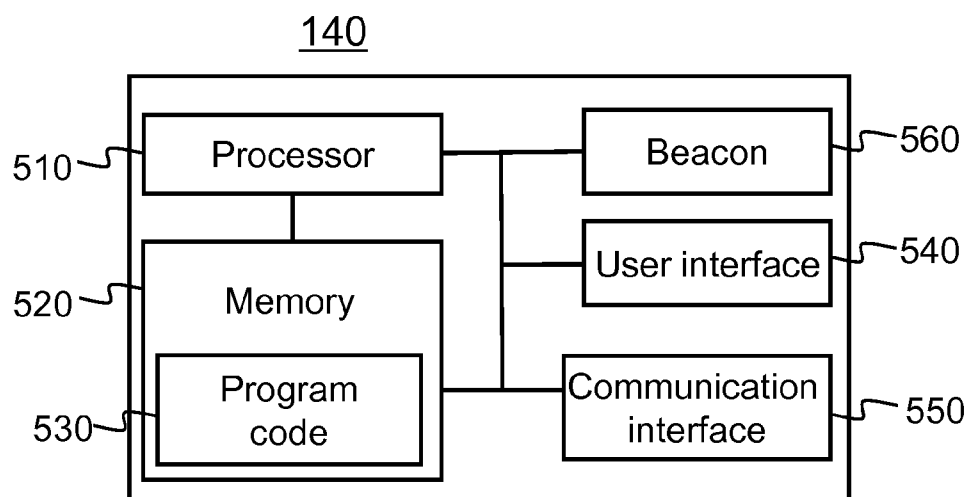 140
Processor
510
Beacon
560
User interface
540
Memory
520
Program
code
530
Communication
interface
550